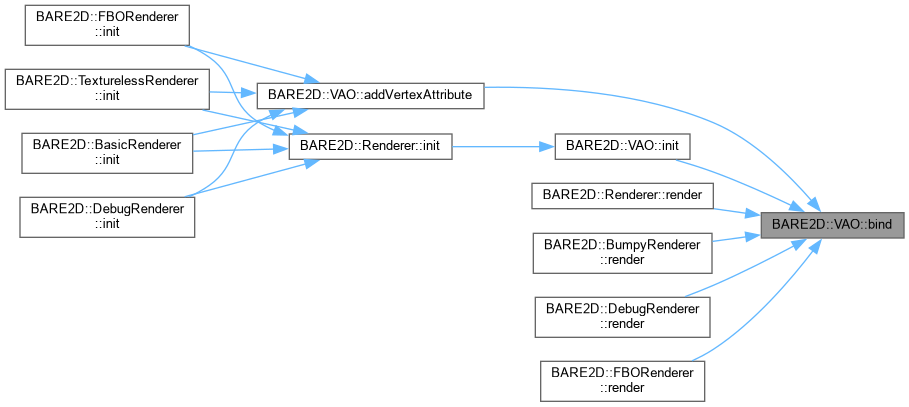 BARE2D::FBORenderer
::init
BARE2D::TexturelessRenderer
::init
BARE2D::BasicRenderer
::init
BARE2D::DebugRenderer
::init
BARE2D::VAO::addVertexAttribute
BARE2D::Renderer::init
BARE2D::VAO::init
BARE2D::Renderer::render
BARE2D::BumpyRenderer
::render
BARE2D::DebugRenderer
::render
BARE2D::FBORenderer
::render
BARE2D::VAO::bind